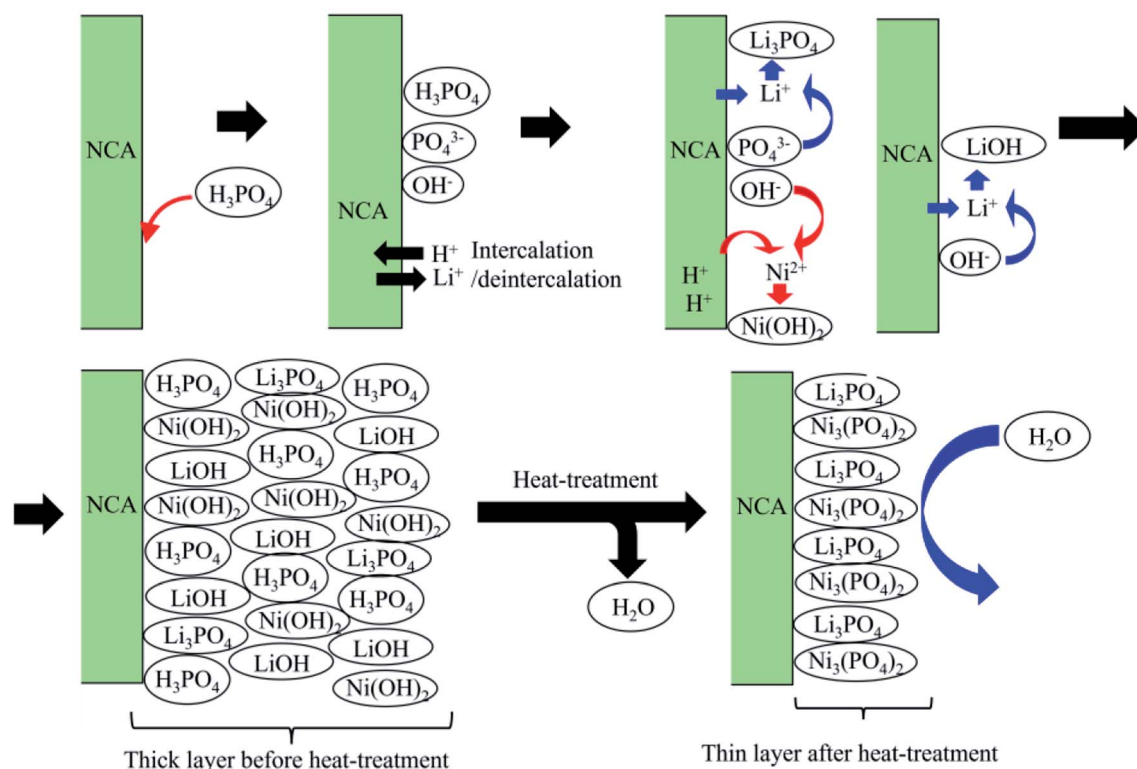 NCA
H₃PO₄
H₃PO₄
PO₄³⁻
OH⁻
NCA
H⁺ Intercalation
Li⁺ /deintercalation
Li₃PO₄
Li⁺
NCA
PO₄³⁻
OH⁻
H⁺
H⁺
Ni²⁺
Ni(OH)₂
NCA
LiOH
Li⁺
OH⁻
NCA
H₃PO₄
Ni(OH)₂
LiOH
Ni(OH)₂
H₃PO₄
LiOH
Li₃PO₄
H₃PO₄
Li₃PO₄
Ni(OH)₂
H₃PO₄
Ni(OH)₂
LiOH
H₃PO₄
Ni(OH)₂
LiOH
H₃PO₄
LiOH
H₃PO₄
Ni(OH)₂
Li₃PO₄
H₃PO₄
LiOH
Ni(OH)₂
Thick layer before heat-treatment
Heat-treatment
H₂O
NCA
Li₃PO₄
Ni₃(PO₄)₂
Li₃PO₄
Ni₃(PO₄)₂
Li₃PO₄
Ni₃(PO₄)₂
Li₃PO₄
Ni₃(PO₄)₂
H₂O
Thin layer after heat-treatment